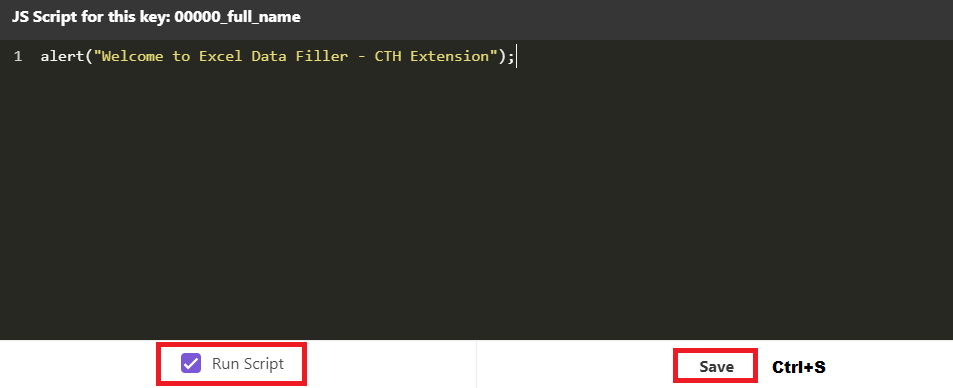 JS Script for this key: 00000_full_name
1 alert("Welcome to Excel Data Filler - CTH Extension");
Run Script
Save Ctrl+S